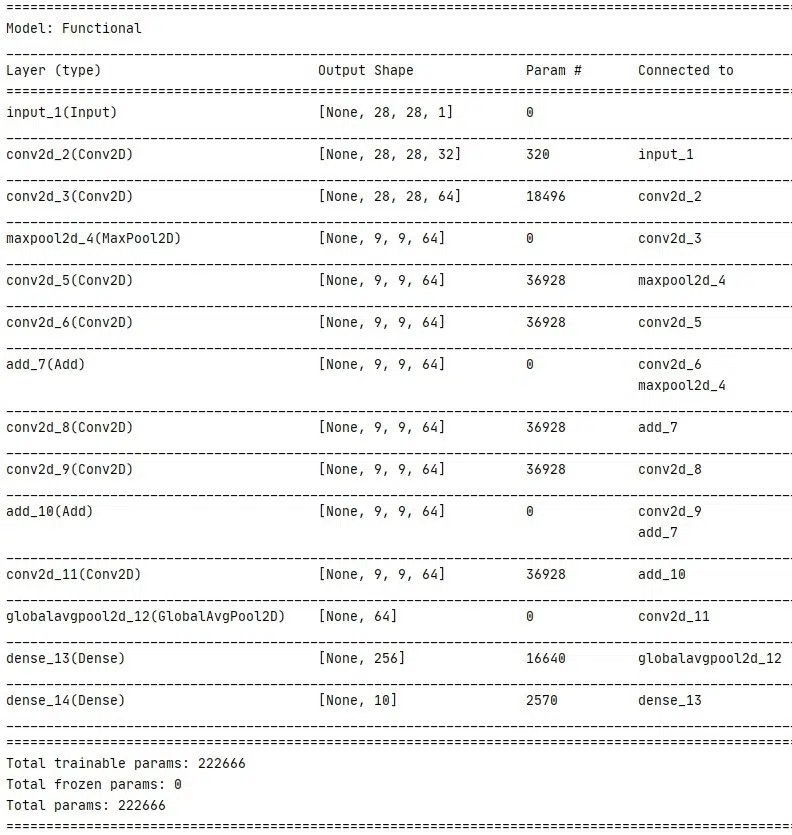 Model: Functional
Layer (type) Output Shape Param # Connected to
input_1(Input) [None, 28, 28, 1] 0
conv2d_2(Conv2D) [None, 28, 28, 32] 320 input_1
conv2d_3(Conv2D) [None, 28, 28, 64] 18496 conv2d_2
maxpool2d_4(MaxPool2D) [None, 9, 9, 64] 0 conv2d_3
conv2d_5(Conv2D) [None, 9, 9, 64] 36928 maxpool2d_4
conv2d_6(Conv2D) [None, 9, 9, 64] 36928 conv2d_5
add_7(Add) [None, 9, 9, 64] 0 conv2d_6
maxpool2d_4
conv2d_8(Conv2D) [None, 9, 9, 64] 36928 add_7
conv2d_9(Conv2D) [None, 9, 9, 64] 36928 conv2d_8
add_10(Add) [None, 9, 9, 64] 0 conv2d_9
add_7
conv2d_11(Conv2D) [None, 9, 9, 64] 36928 add_10
globalavgpool2d_12(GlobalAvgPool2D) [None, 64] 0 conv2d_11
dense_13(Dense) [None, 256] 16640 globalavgpool2d_12
dense_14(Dense) [None, 10] 2570 dense_13
Total trainable params: 222666
Total frozen params: 0
Total params: 222666